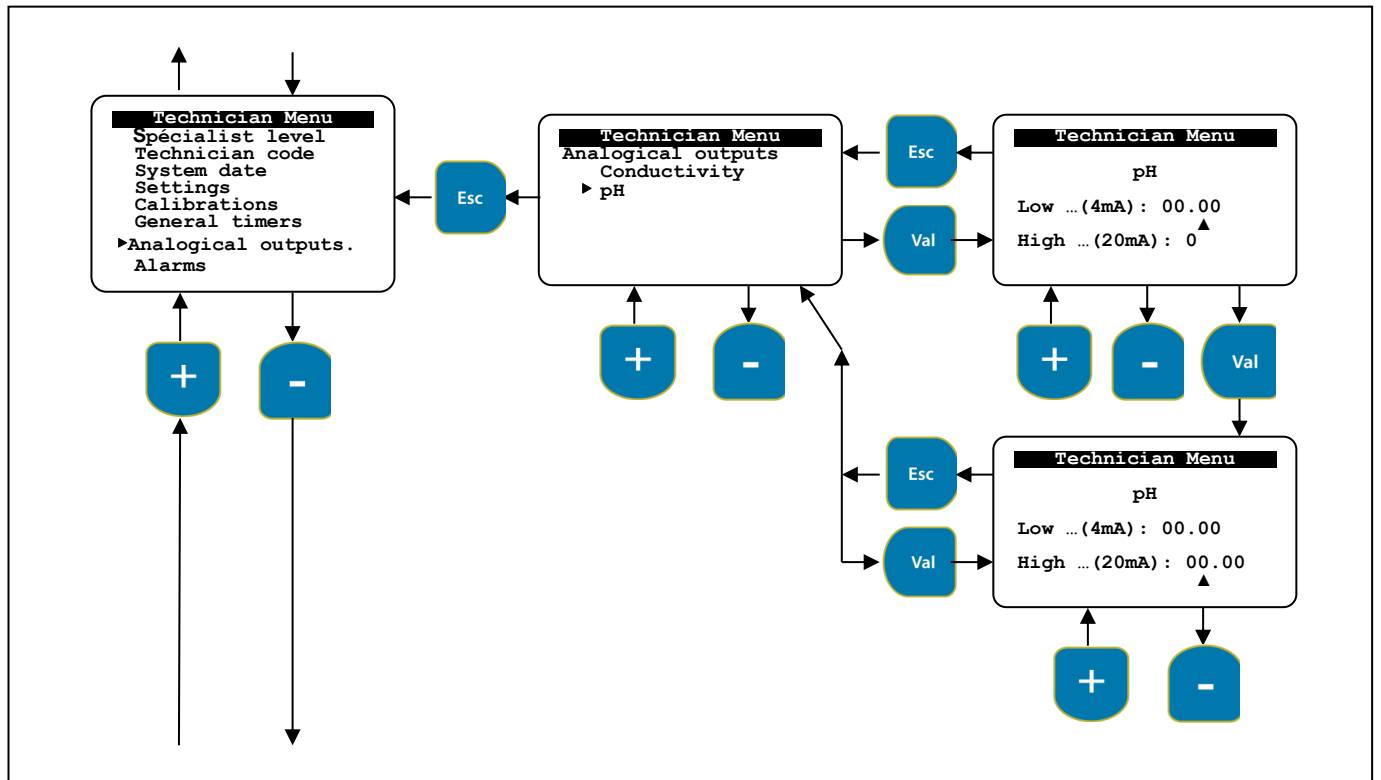 Technician Menu
Spécialist level
Technician code
System date
Settings
Calibrations
General timers
Analogical outputs.
Alarms
+
-
Esc
Technician Menu
Analogical outputs
Conductivity
pH
+
-
Esc
Val
Technician Menu
pH
Low …(4mA): 00.00
High …(20mA): 0
+
-
Val
Esc
Val
Technician Menu
pH
Low …(4mA): 00.00
High …(20mA): 00.00
+
-